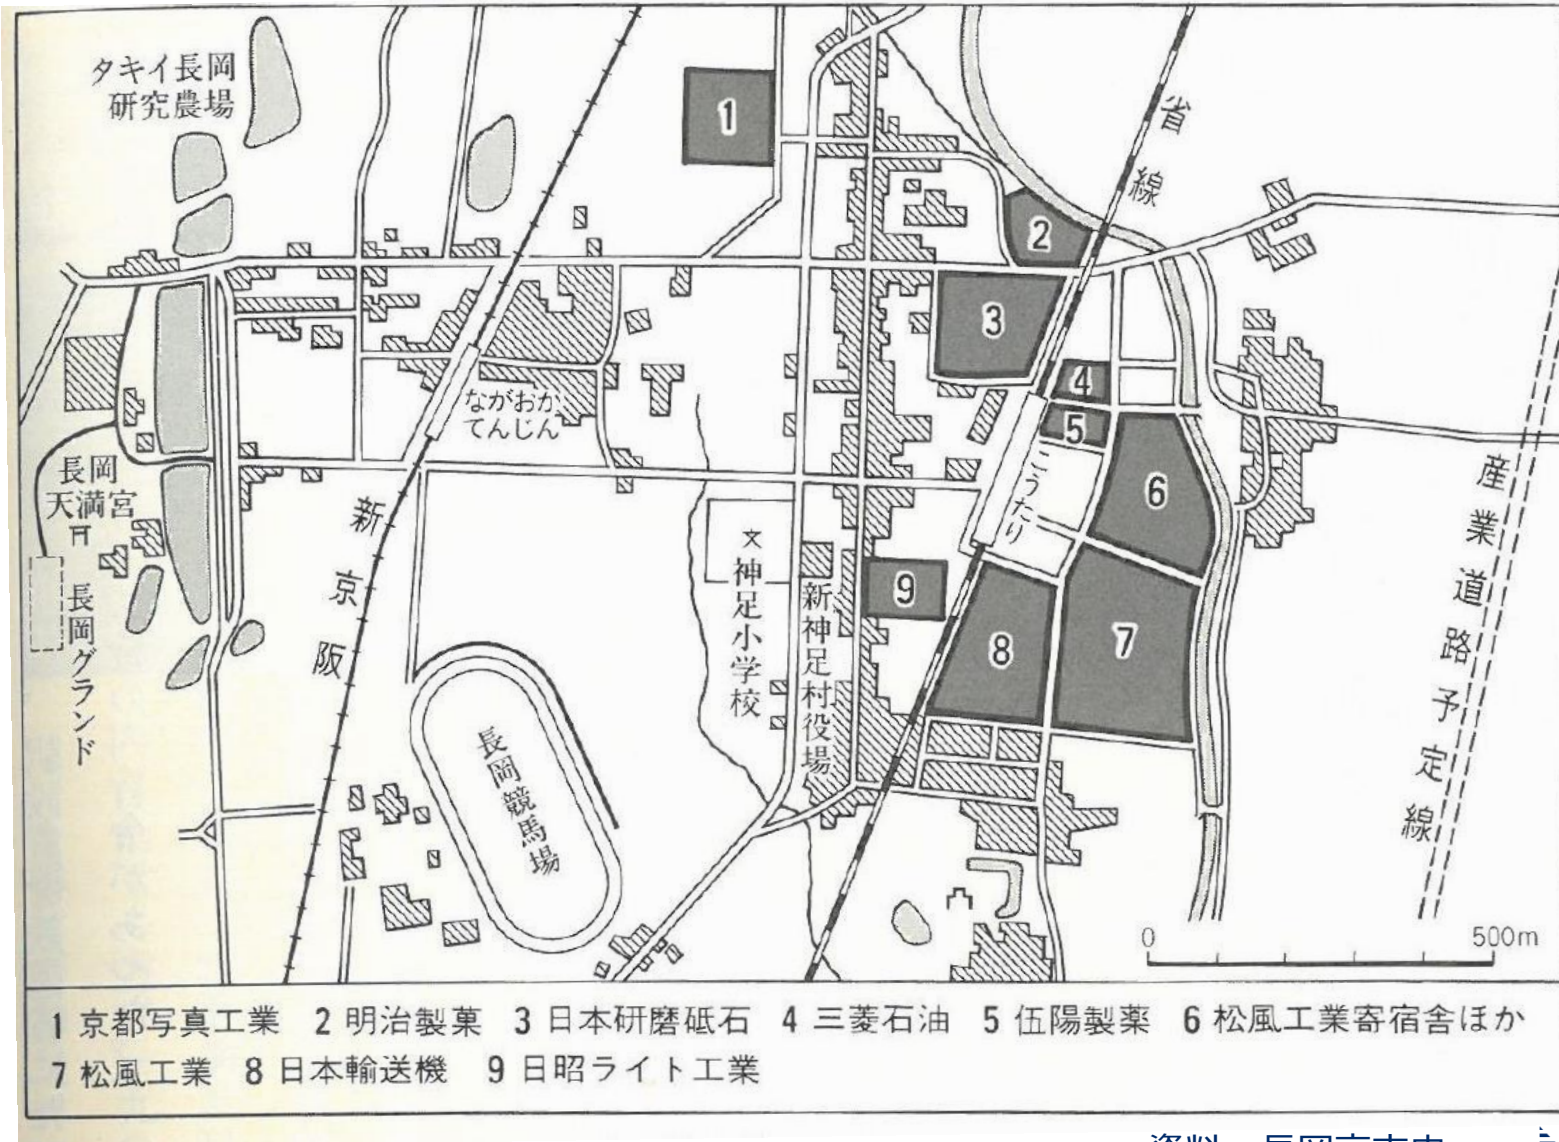 タキイ長岡
研究農場
1
省線
2
3
4
5
ながおか
てんじん
こうたり
6
長岡
天満宮
新京阪
文
神足小学校
新神足村役場
9
8
7
産業道路予定線
長岡グランド
長岡競馬場
0
500m
1 京都写真工業 2 明治製菓 3 日本研磨砥石 4 三菱石油 5 伍陽製薬 6 松風工業寄宿舎ほか
7 松風工業 8 日本輸送機 9 日昭ライト工業